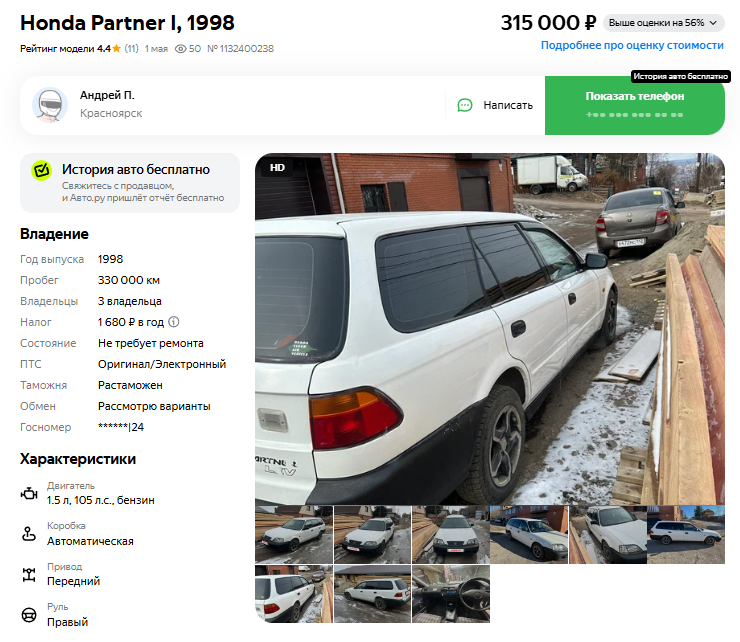 Honda Partner I, 1998
315 000 ₽ Выше оценки на 56%
Рейтинг модели 4.4 (11) 1 мая 50 № 1132400238
Подробнее про оценку стоимости
История авто бесплатно
Андрей П.
Красноярск
Написать
Показать телефон
История авто бесплатно
Свяжитесь с продавцом,
и Авто.ру пришлёт отчёт бесплатно
HD
Владение
Год выпуска 1998
Пробег 330 000 км
Владельцы 3 владельца
Налог 1 680 ₽ в год
Состояние Не требует ремонта
ПТС Оригинал/Электронный
Таможня Растаможен
Обмен Рассмотрю варианты
Госномер ******|24
Характеристики
Двигатель
1.5 л, 105 л.с., бензин
Коробка
Автоматическая
Привод
Передний
Руль
Правый